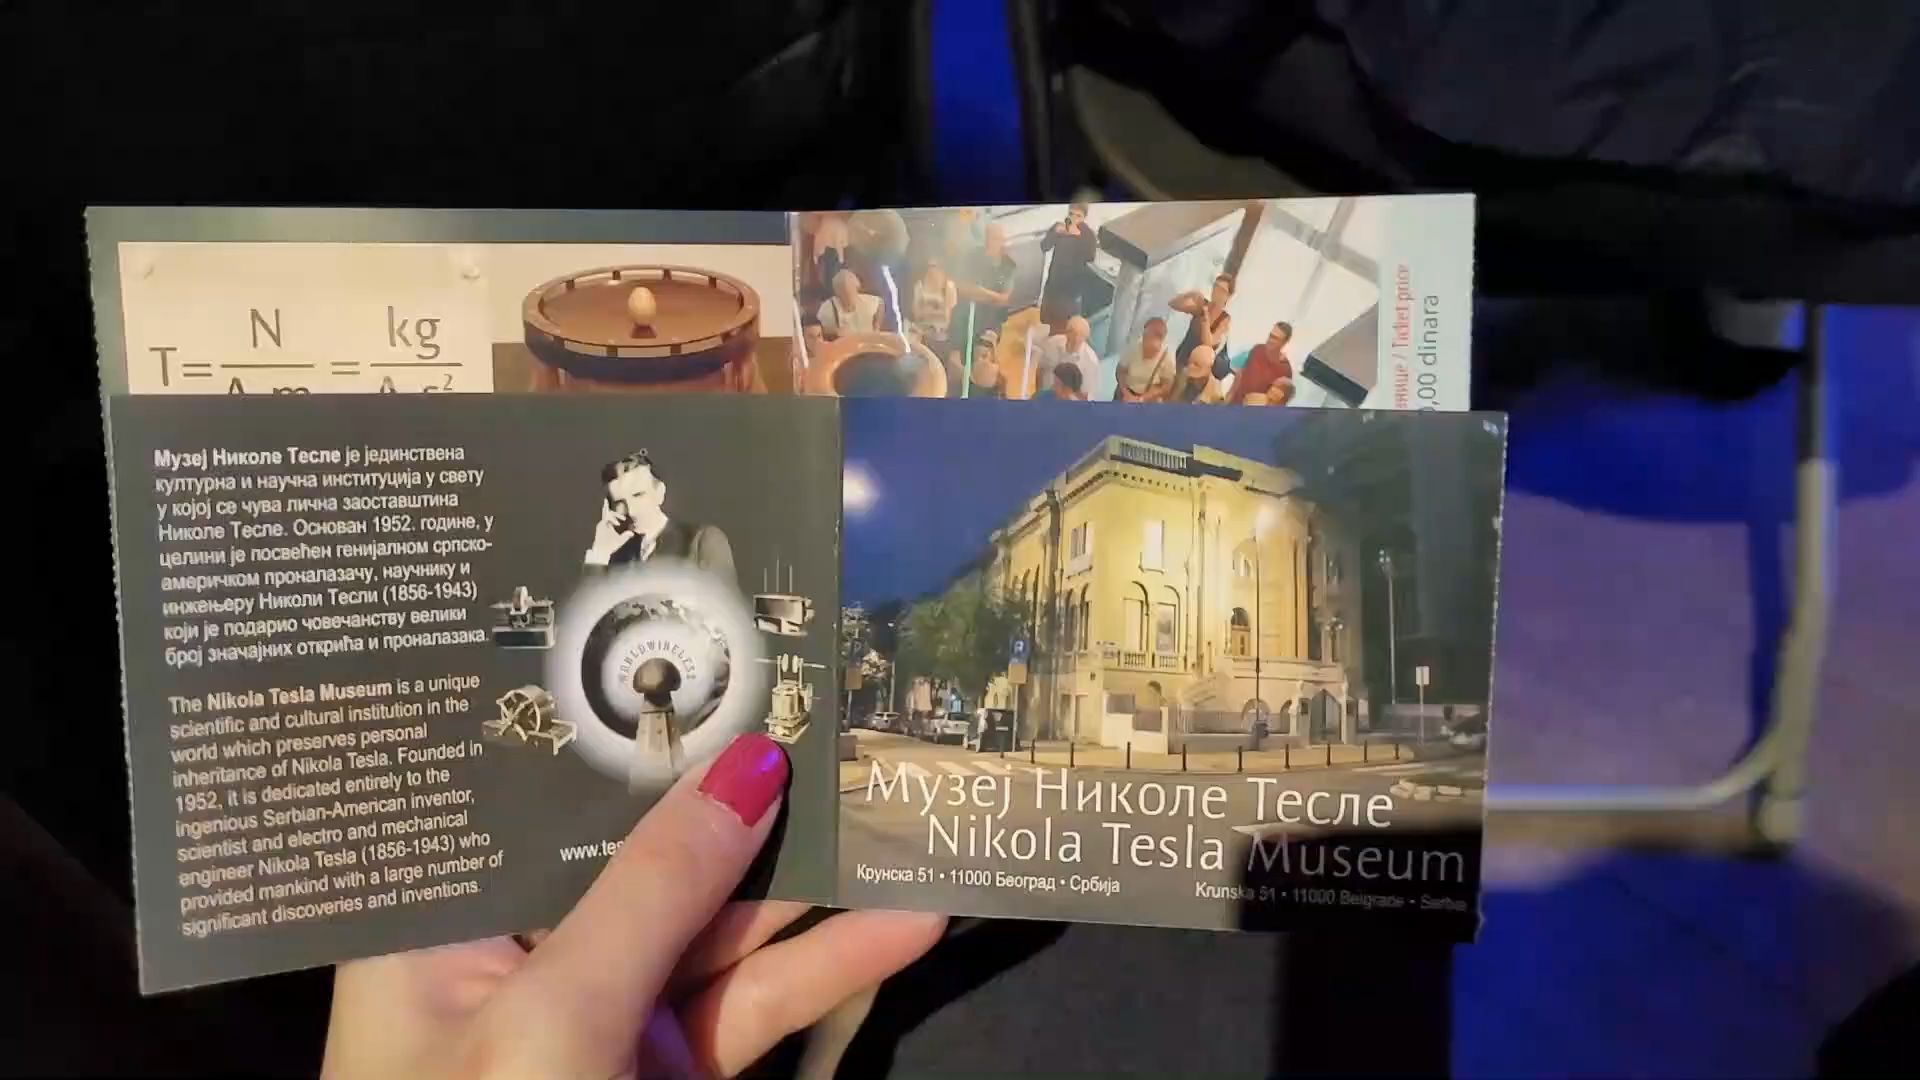 T= N/ = kg/
знице / Ticket price
,00 dinara
Музеј Николе Тесле је јединствена
културна и научна институција у свету
у којој се чува лична заоставштина
Николе Тесле. Основан 1952. године, у
целини је посвећен генијалном српско-
америчком проналазачу, научнику и
инжењеру Николи Тесли (1856-1943)
који је подарио човечанству велики
број значајних открића и проналазака.
The Nikola Tesla Museum is a unique
scientific and cultural institution in the
world which preserves personal
inheritance of Nikola Tesla. Founded in
1952, it is dedicated entirely to the
ingenious Serbian-American inventor,
scientist and electro and mechanical
engineer Nikola Tesla (1856-1943) who
provided mankind with a large number of
significant discoveries and inventions.
WORLDWIRELESS
www.tes
Музеј Николе Тесле
Nikola Tesla Museum
Крунска 51 • 11000 Београд • Србија
Krunska 51 • 11000 Belgrade • Serbia